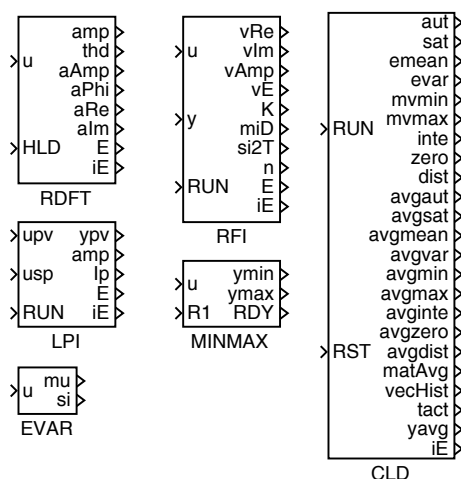 u
HLD
amp
thd
aAmp
aPhi
aRe
aIm
E
iE
RDFT
u
y
RUN
vRe
vIm
vAmp
vE
K
miD
si2T
n
E
iE
RFI
RUN
RST
aut
sat
emean
evar
mvmin
mvmax
inte
zero
dist
avgaut
avgsat
avgmean
avgvar
avgmin
avgmax
avginte
avgzero
avgdist
matAvg
vecHist
tact
yavg
iE
CLD
upv
usp
RUN
ypv
amp
lp
E
iE
LPI
u
R1
ymin
ymax
RDY
MINMAX
u
mu
si
EVAR